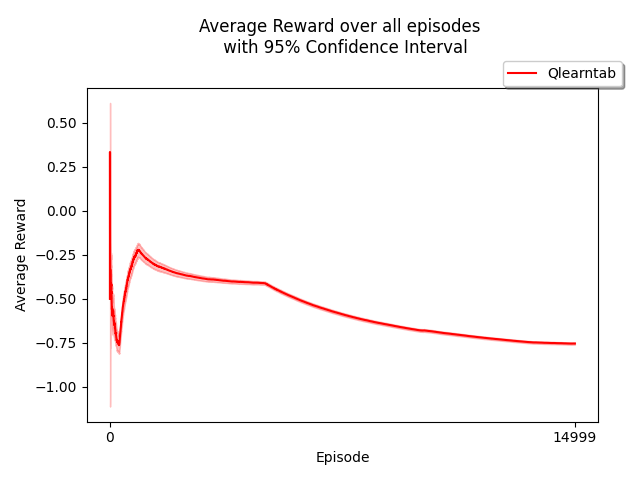 Average Reward over all episodes
with 95% Confidence Interval
Qlearntab
0.50
0.25
0.00
−0.25
−0.50
−0.75
−1.00
Average Reward
0
14999
Episode